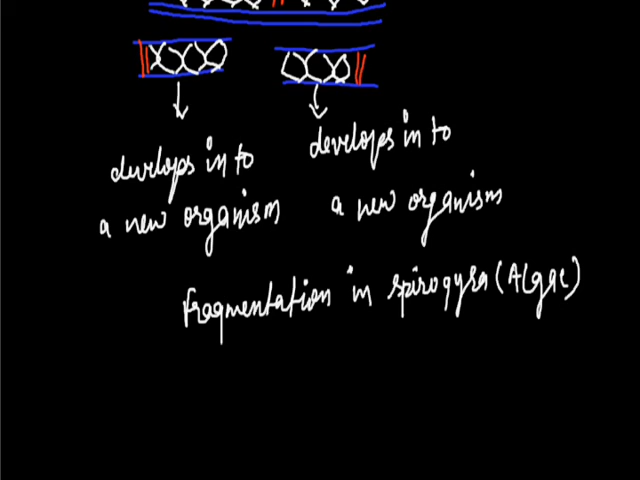 develops in to
a new organism
develops in to
a new organism
fragmentation in spirogyra (Algae)